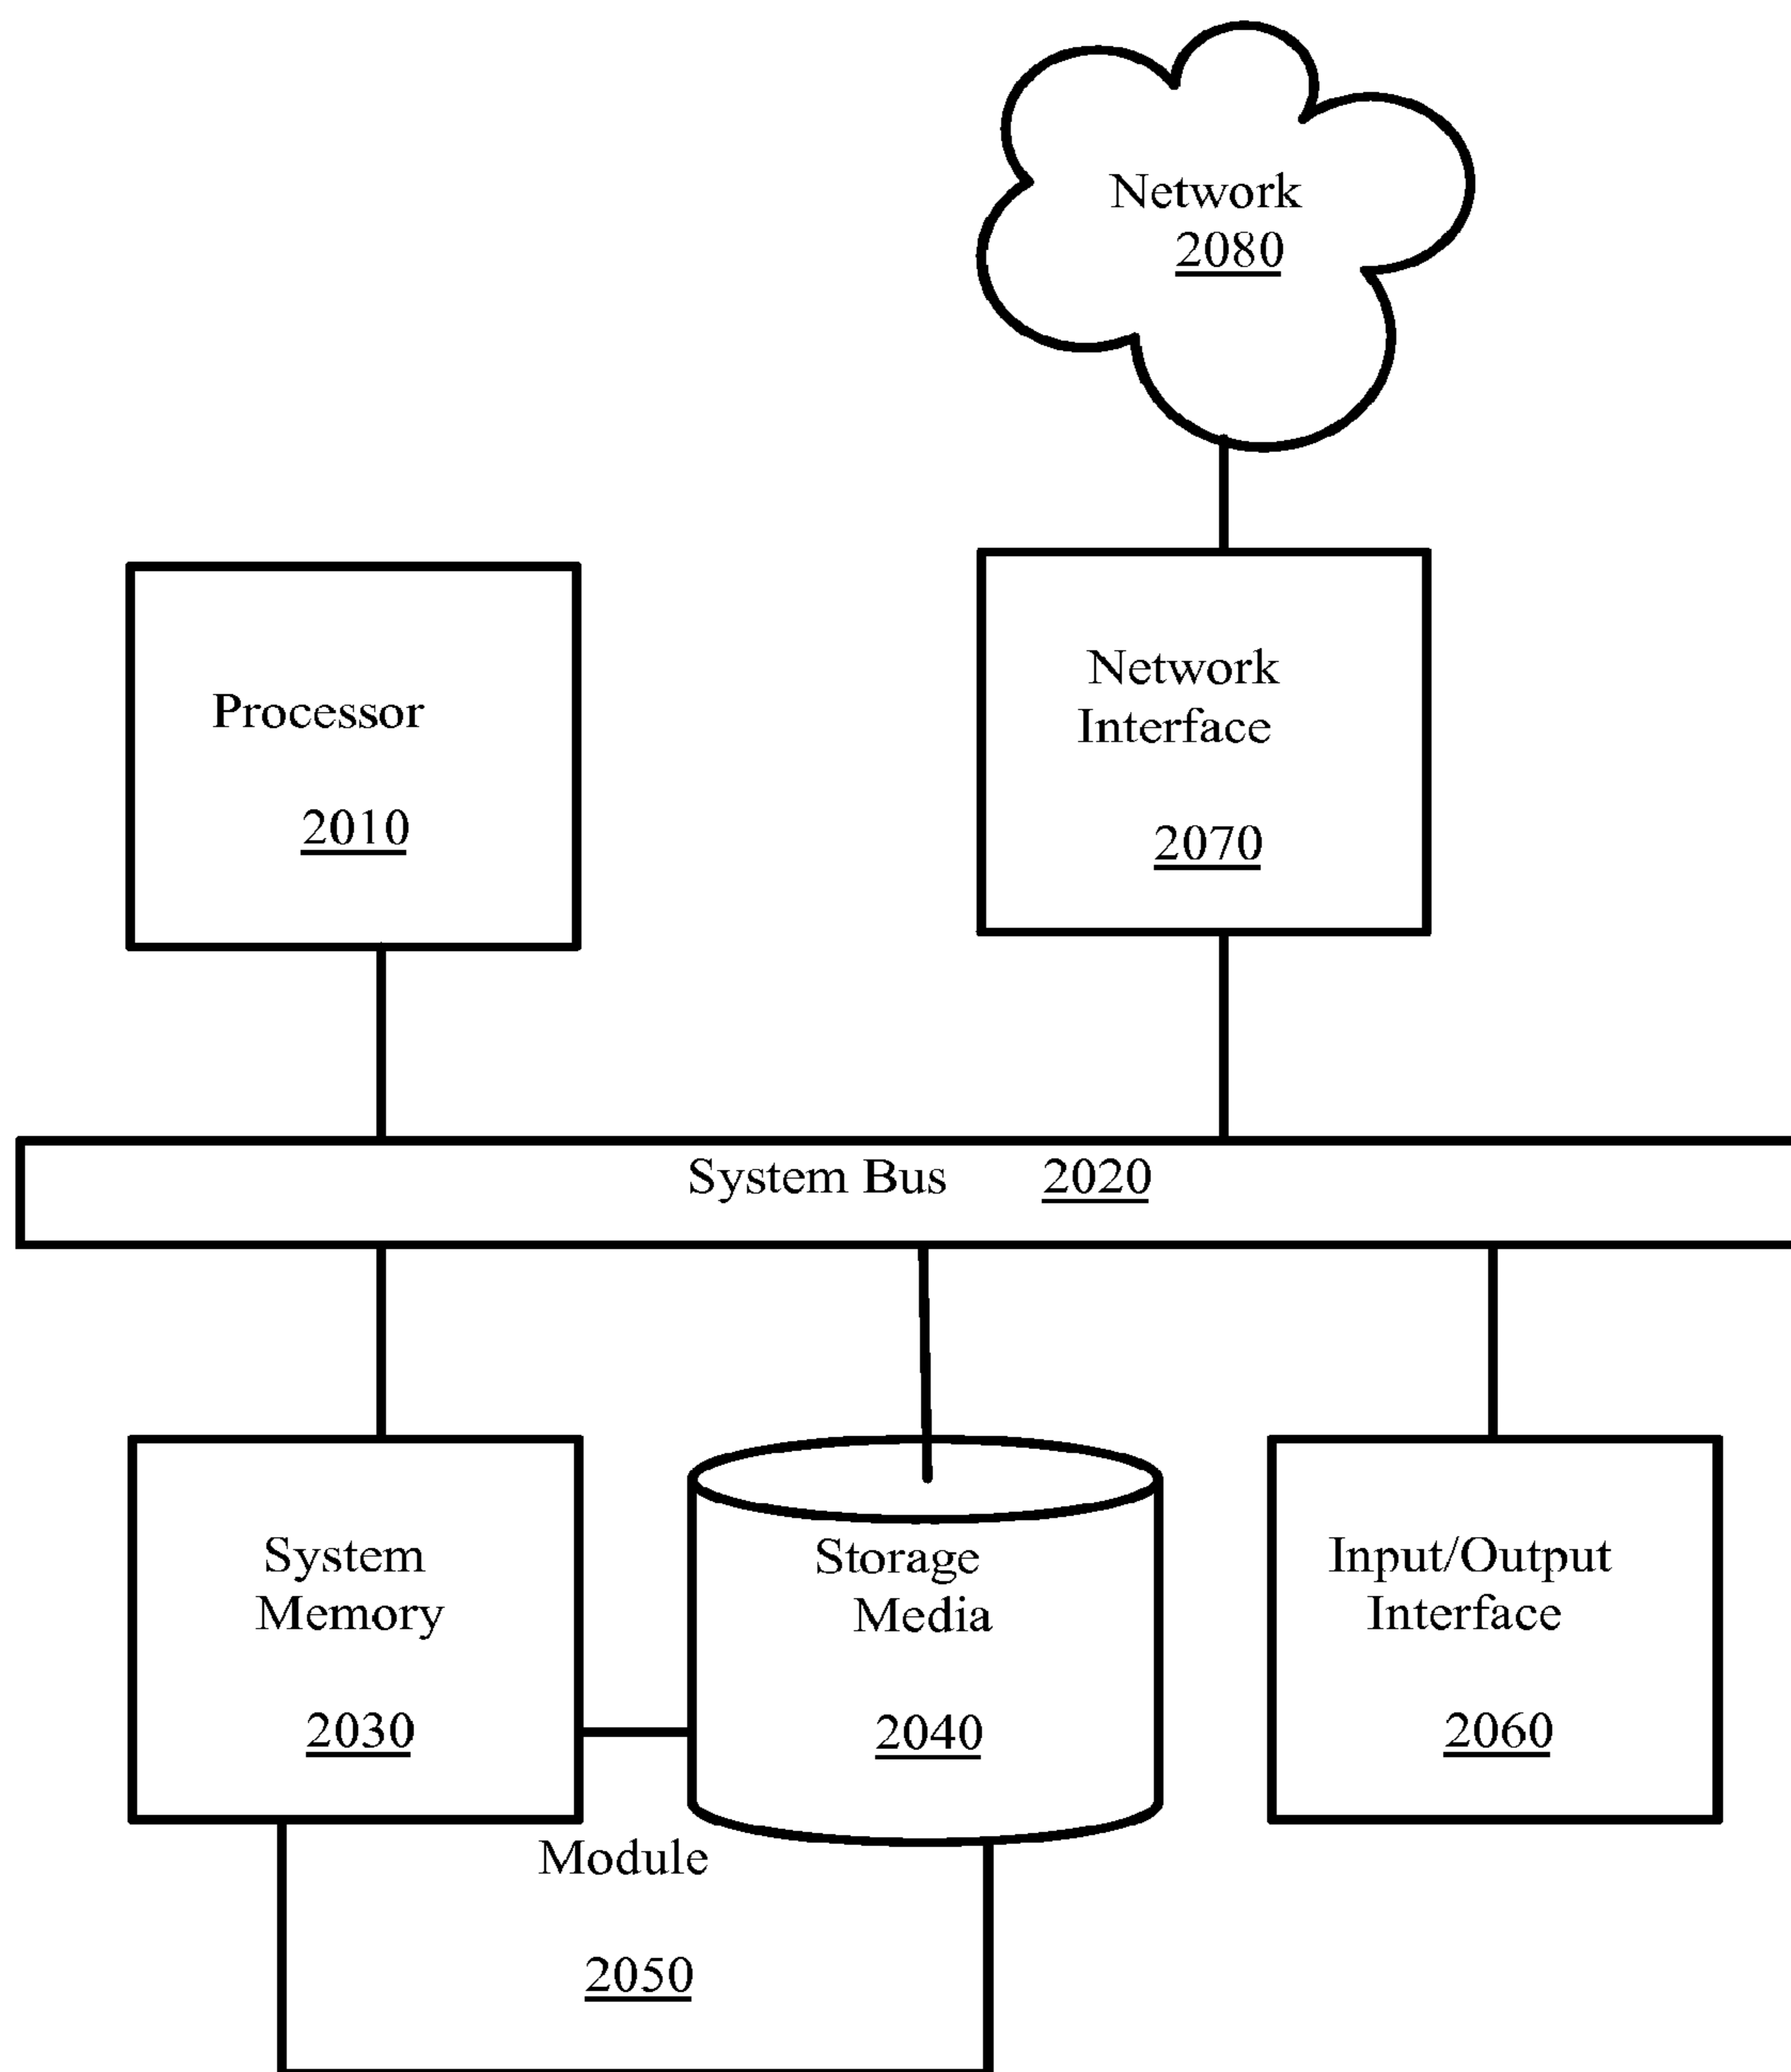 Network
2080
Processor
2010
Network
Interface
2070
System Bus 2020
System
Memory
2030
Storage
Media
2040
Input/Output
Interface
2060
Module
2050